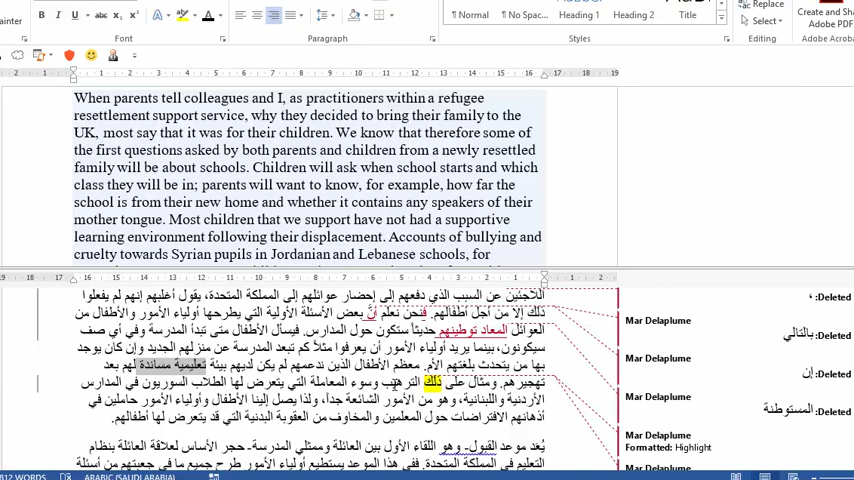 ainter
B I U abc x₂ x²
Font
Paragraph
¶ Normal ¶ No Spac... Heading 1 Heading 2 Title
Styles
Replace
Select
Editing
Create and Sha
Adobe PDF
Adobe Acroba
When parents tell colleagues and I, as practitioners within a refugee
resettlement support service, why they decided to bring their family to the
UK, most say that it was for their children. We know that therefore some of
the first questions asked by both parents and children from a newly resettled
family will be about schools. Children will ask when school starts and which
class they will be in; parents will want to know, for example, how far the
school is from their new home and whether it contains any speakers of their
mother tongue. Most children that we support have not had a supportive
learning environment following their displacement. Accounts of bullying and
cruelty towards Syrian pupils in Jordanian and Lebanese schools, for
اللاجئين عن السبب الذي دفعهم إلى إحضار عوائلهم إلى المملكة المتحدة، يقول أغلبهم إنهم لم يفعلوا
ذلك إلا من أجل أطفالهم. فنحن نعلم أنَّ بعض الأسئلة الأولية التي يطرحها أولياء الأمور والأطفال من
العوائل المعاد توطينهم حديثاً ستكون حول المدارس. فيسأل الأطفال متى تبدأ المدرسة وفي أي صف
سيكونون، بينما يريد أولياء الأمور أن يعرفوا مثلاً كم تبعد المدرسة عن منزلهم الجديد وإن كان يوجد
بها من يتحدث بلغتهم الأم. معظم الأطفال الذين ندعمهم لم يكن لديهم بيئة تعليمية مساندة لهم بعد
تهجيرهم. ومثال على ذلك الترهيب وسوء المعاملة التي يتعرض لها الطلاب السوريون في المدارس
الأردنية واللبنانية، وهو من الأمور الشائعة جداً، ولذا يصل إلينا الأطفال وأولياء الأمور حاملين في
أذهانهم الافتراضات حول المعلمين والمخاوف من العقوبة البدنية التي قد يتعرض لها أطفالهم.
يُعد موعد القبول- وهو اللقاء الأول بين العائلة وممثلي المدرسة- حجر الأساس لعلاقة العائلة بنظام
التعليم في المملكة المتحدة. ففي هذا الموعد يستطيع أولياء الأمور طرح جميع ما في جعبتهم من أسئلة
، :Deleted
Mar Delaplume
بالتالي :Deleted
Mar Delaplume
إن :Deleted
Mar Delaplume
المستوطنة :Deleted
Mar Delaplume
Formatted: Highlight
Mar Delaplume
812 WORDS
ARABIC (SAUDI ARABIA)